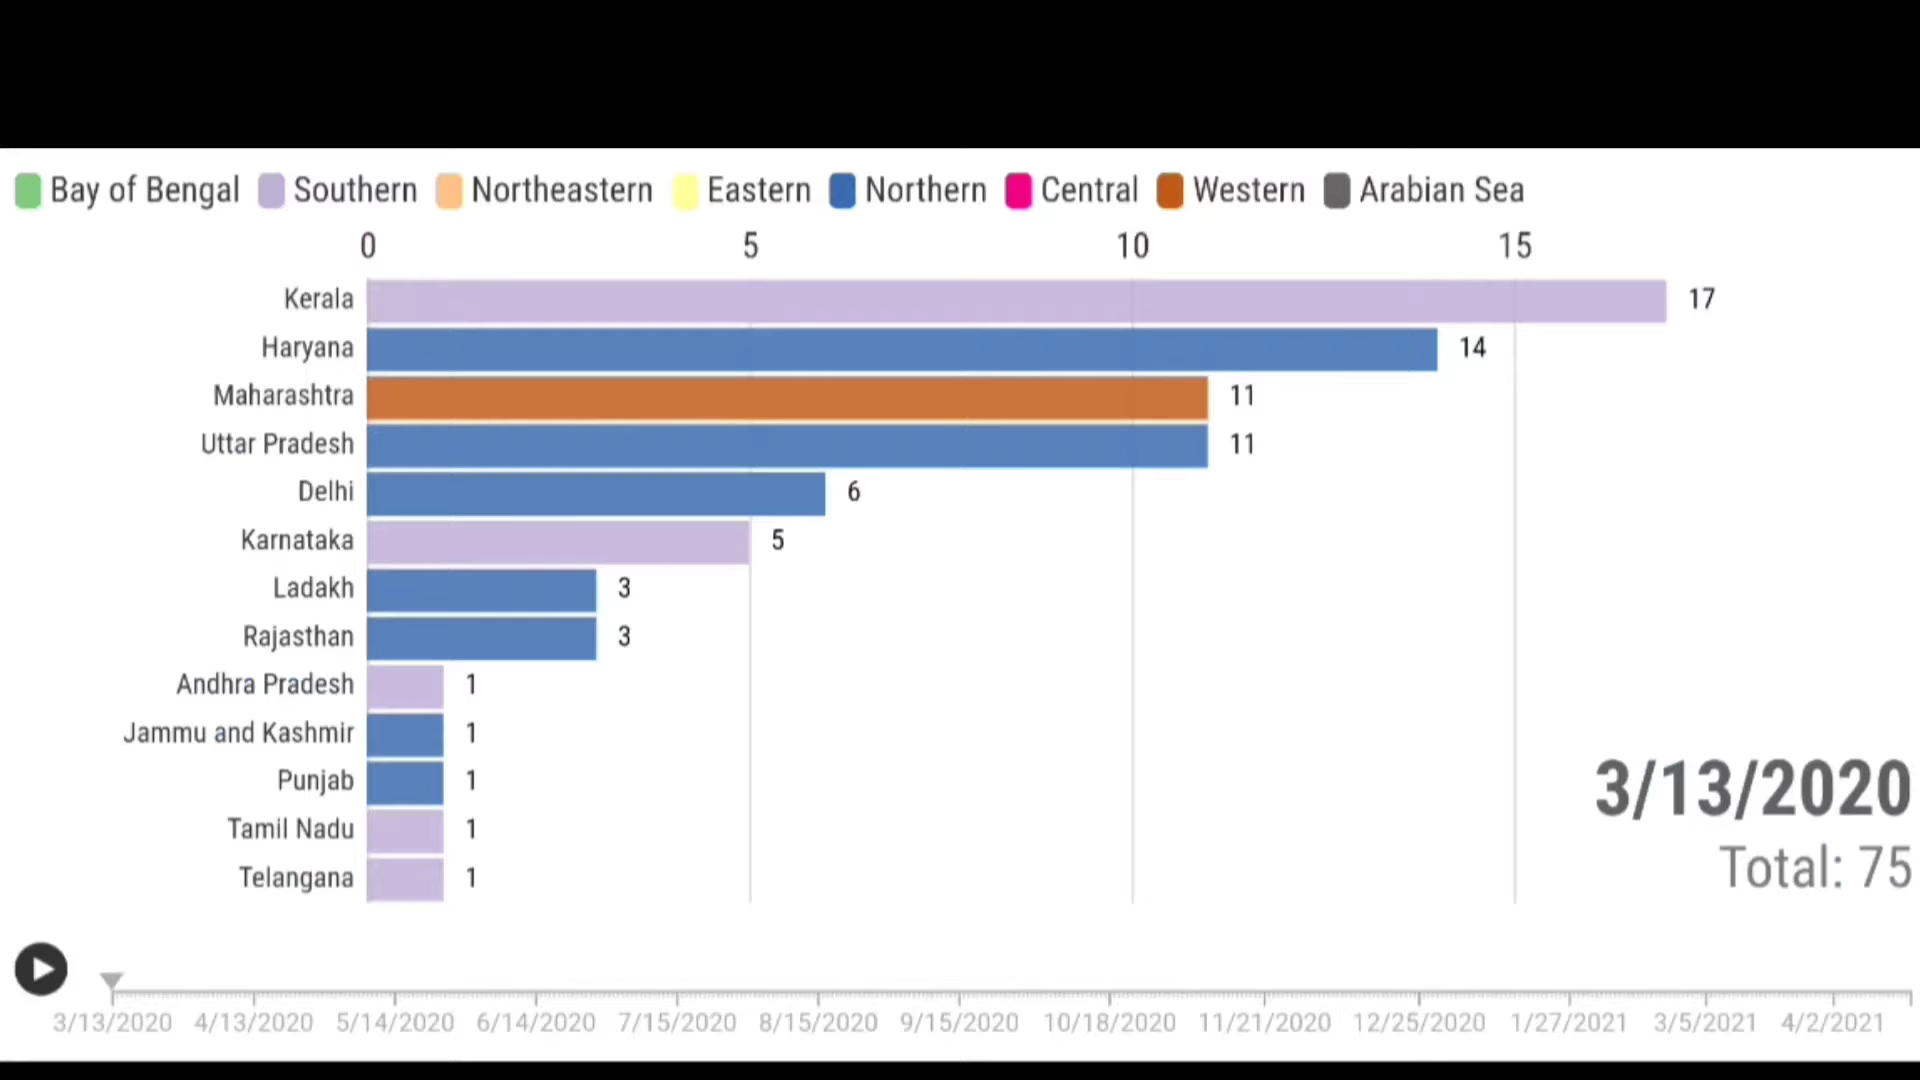 Bay of Bengal Southern Northeastern Eastern Northern Central Western Arabian Sea
0 5 10 15
Kerala 17
Haryana 14
Maharashtra 11
Uttar Pradesh 11
Delhi 6
Karnataka 5
Ladakh 3
Rajasthan 3
Andhra Pradesh 1
Jammu and Kashmir 1
Punjab 1
Tamil Nadu 1
Telangana 1
3/13/2020
Total: 75
3/13/2020 4/13/2020 5/14/2020 6/14/2020 7/15/2020 8/15/2020 9/15/2020 10/18/2020 11/21/2020 12/25/2020 1/27/2021 3/5/2021 4/2/2021